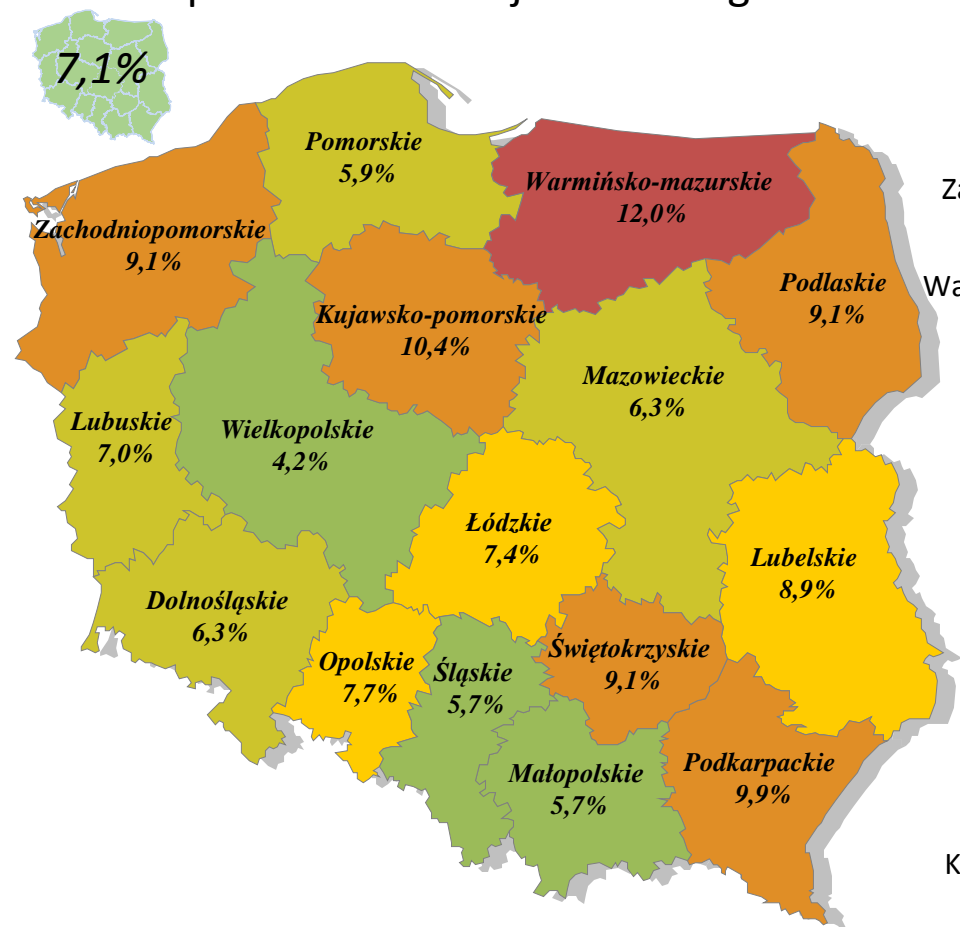 7,1%
Pomorskie
5,9%
Warmińsko-mazurskie
12,0%
Zachodniopomorskie
9,1%
Podlaskie
9,1%
Kujawsko-pomorskie
10,4%
Mazowieckie
6,3%
Lubuskie
7,0%
Wielkopolskie
4,2%
Łódzkie
7,4%
Lubelskie
8,9%
Dolnośląskie
6,3%
Opolskie
7,7%
Śląskie
5,7%
Świętokrzyskie
9,1%
Małopolskie
5,7%
Podkarpackie
9,9%